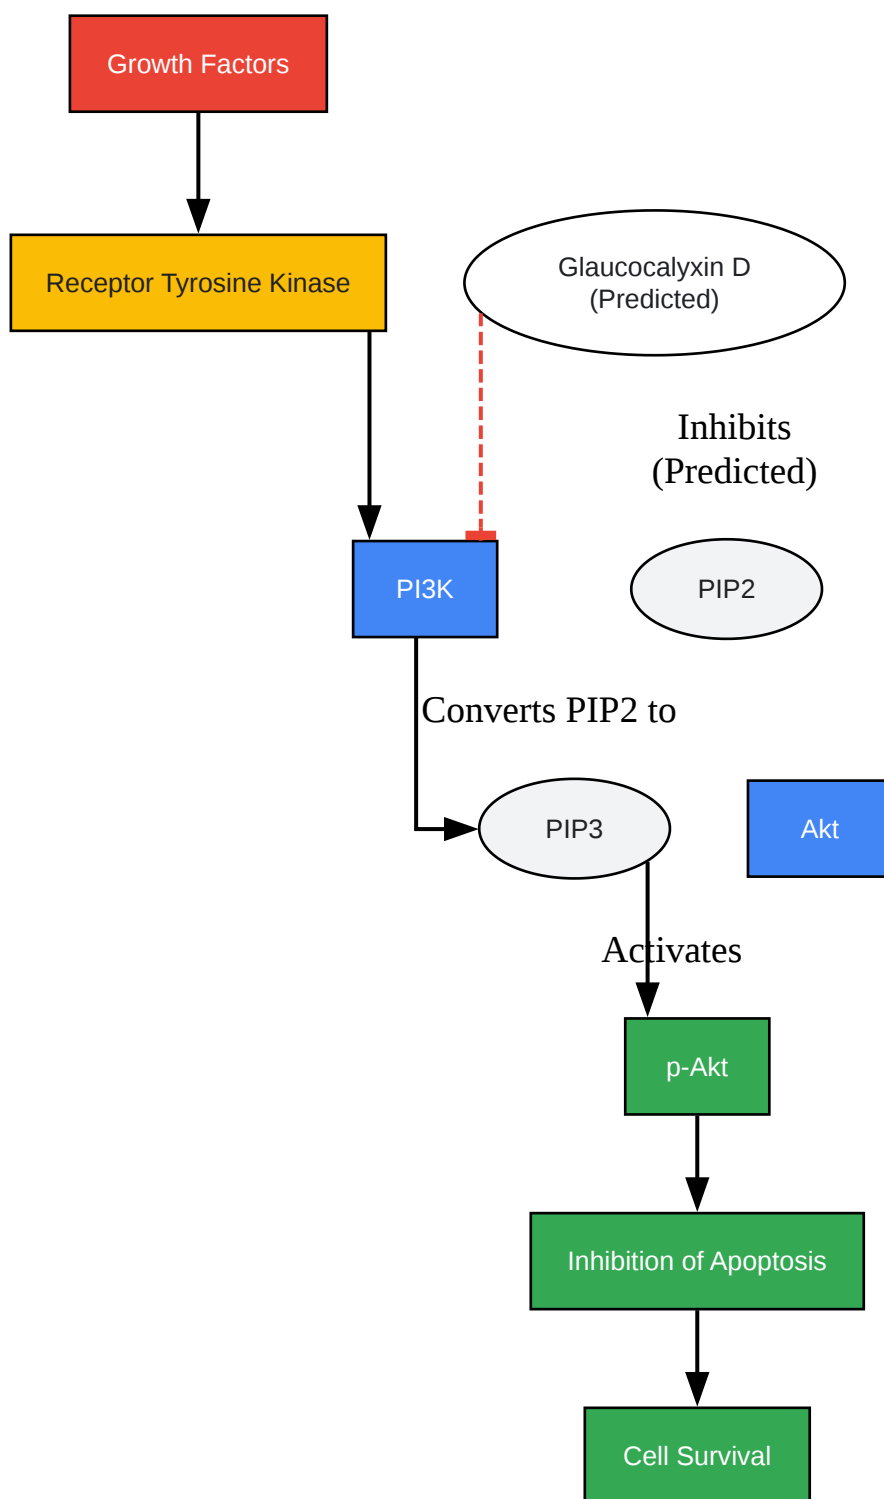 Growth Factors
Receptor Tyrosine Kinase
Glaucocalyxin D
(Predicted)
Inhibits
(Predicted)
PI3K
PIP2
Converts PIP2 to
PIP3
Akt
Activates
p-Akt
Inhibition of Apoptosis
Cell Survival